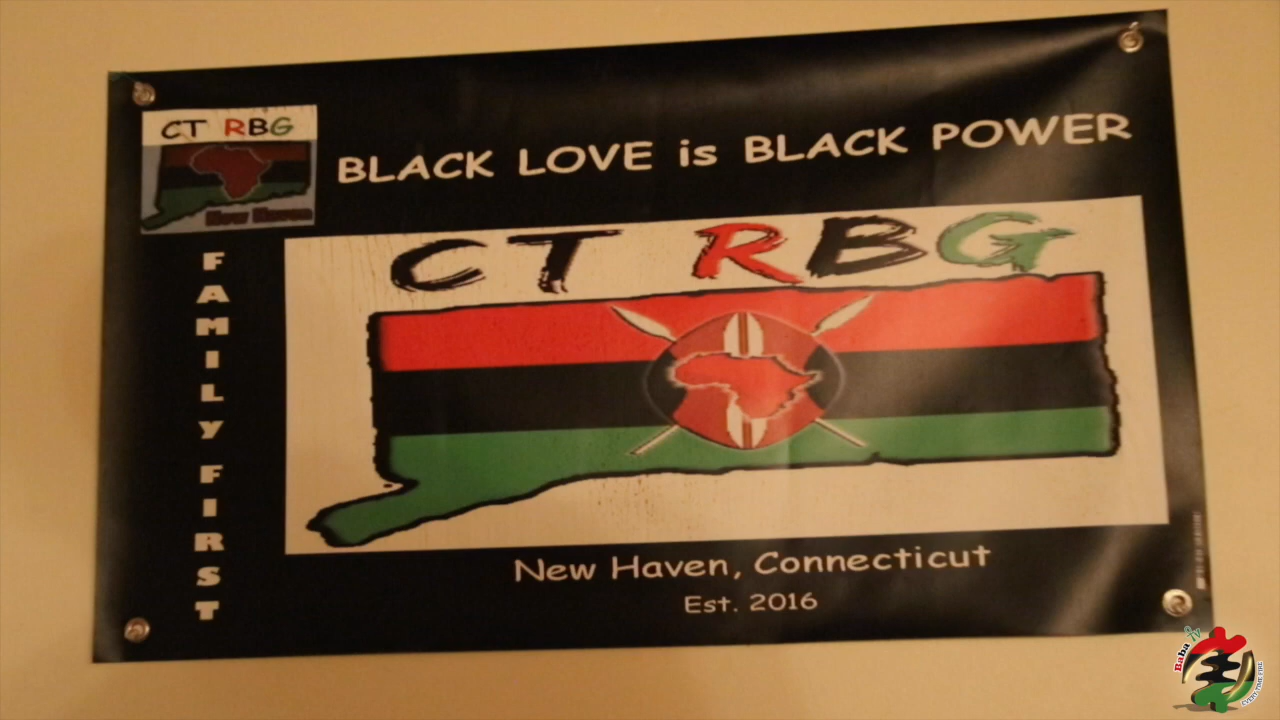 CT RBG
New Haven
BLACK LOVE is BLACK POWER
FAMILY FIRST
CT RBG
New Haven, Connecticut
Est. 2016
Baba TV